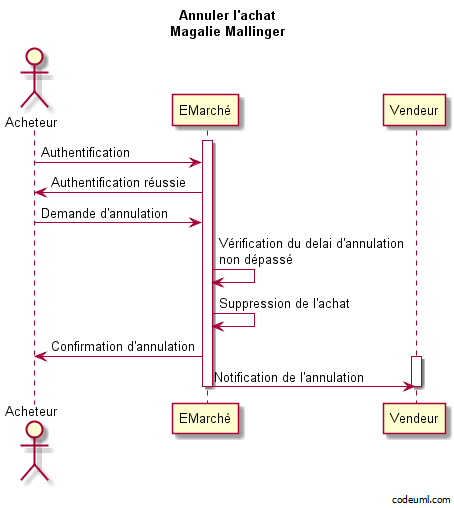 Annuler l'achat
Magalie Mallinger
Acheteur
EMarché
Vendeur
Authentification
Authentification réussie
Demande d'annulation
Vérification du delai d'annulation
non dépassé
Suppression de l'achat
Confirmation d'annulation
Notification de l'annulation
Acheteur
EMarché
Vendeur
codeuml.com